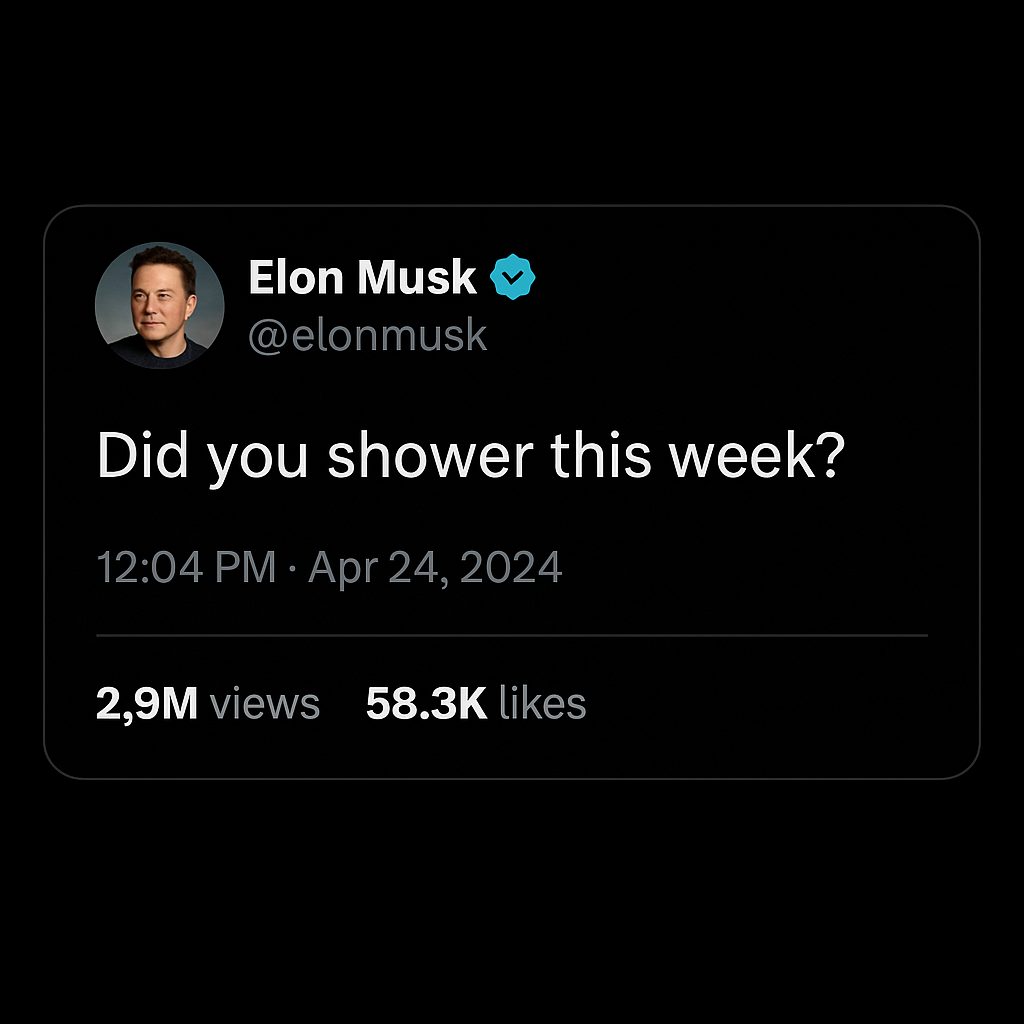 Elon Musk
@elonmusk
Did you shower this week?
12:04 PM · Apr 24, 2024
2,9M views 58.3K likes